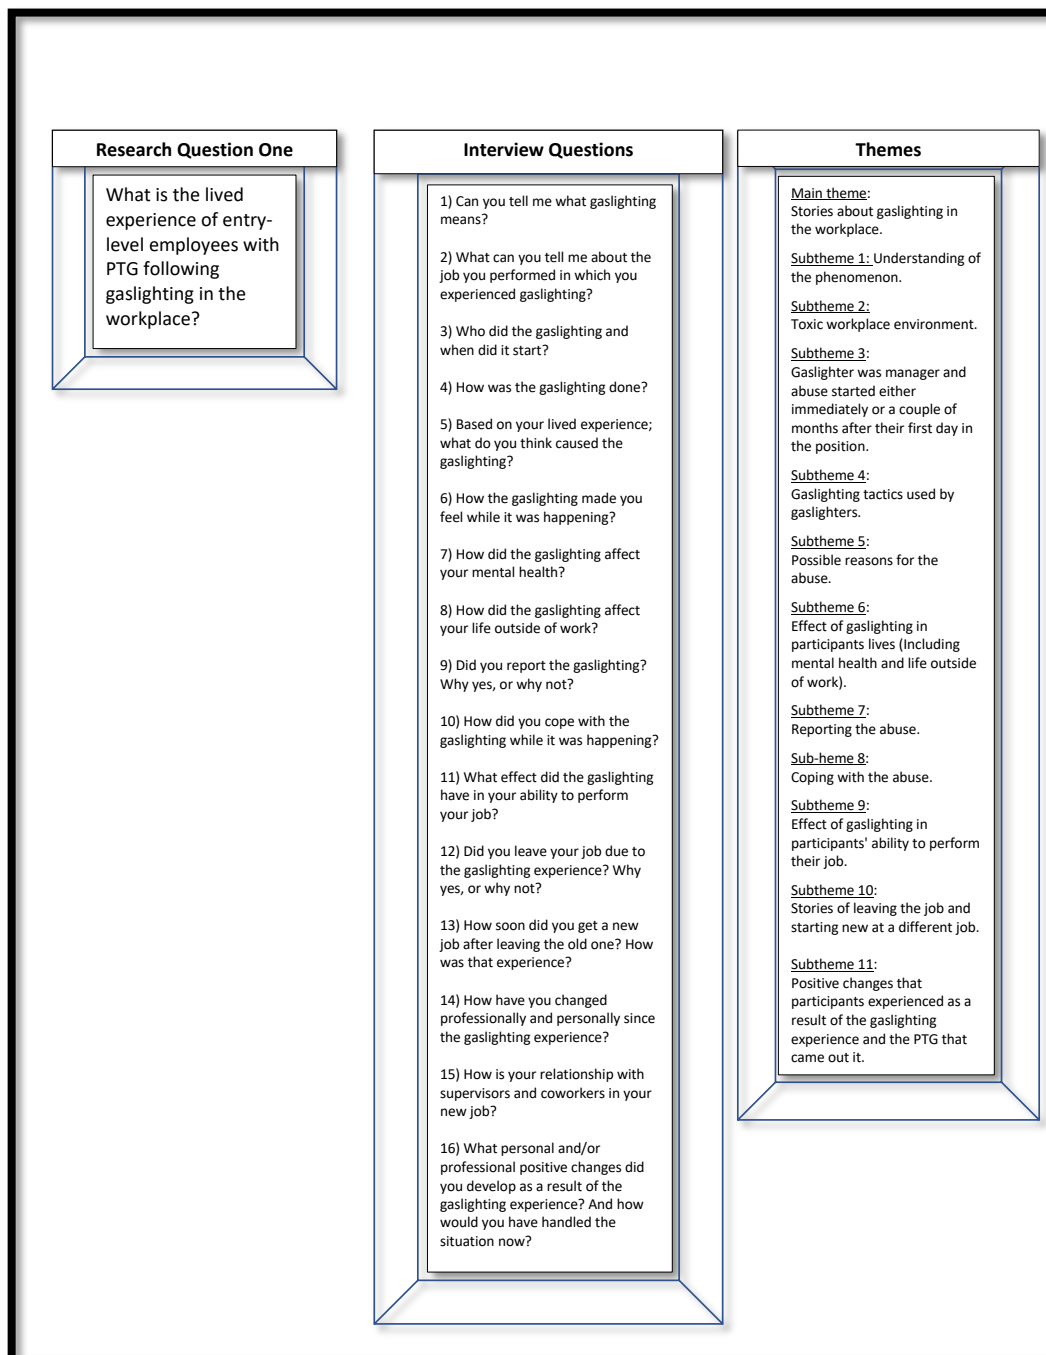 Research Question One
What is the lived
experience of entry-
level employees with
PTG following
gaslighting in the
workplace?
Interview Questions
1) Can you tell me what gaslighting
means?
2) What can you tell me about the
job you performed in which you
experienced gaslighting?
3) Who did the gaslighting and
when did it start?
4) How was the gaslighting done?
5) Based on your lived experience;
what do you think caused the
gaslighting?
6) How the gaslighting made you
feel while it was happening?
7) How did the gaslighting affect
your mental health?
8) How did the gaslighting affect
your life outside of work?
9) Did you report the gaslighting?
Why yes, or why not?
10) How did you cope with the
gaslighting while it was happening?
11) What effect did the gaslighting
have in your ability to perform
your job?
12) Did you leave your job due to
the gaslighting experience? Why
yes, or why not?
13) How soon did you get a new
job after leaving the old one? How
was that experience?
14) How have you changed
professionally and personally since
the gaslighting experience?
15) How is your relationship with
supervisors and coworkers in your
new job?
16) What personal and/or
professional positive changes did
you develop as a result of the
gaslighting experience? And how
would you have handled the
situation now?
Themes
Main theme:
Stories about gaslighting in
the workplace.
Subtheme 1: Understanding of
the phenomenon.
Subtheme 2:
Toxic workplace environment.
Subtheme 3:
Gaslighter was manager and
abuse started either
immediately or a couple of
months after their first day in
the position.
Subtheme 4:
Gaslighting tactics used by
gaslighters.
Subtheme 5:
Possible reasons for the
abuse.
Subtheme 6:
Effect of gaslighting in
participants lives (Including
mental health and life outside
of work).
Subtheme 7:
Reporting the abuse.
Sub-heme 8:
Coping with the abuse.
Subtheme 9:
Effect of gaslighting in
participants' ability to perform
their job.
Subtheme 10:
Stories of leaving the job and
starting new at a different job.
Subtheme 11:
Positive changes that
participants experienced as a
result of the gaslighting
experience and the PTG that
came out it.